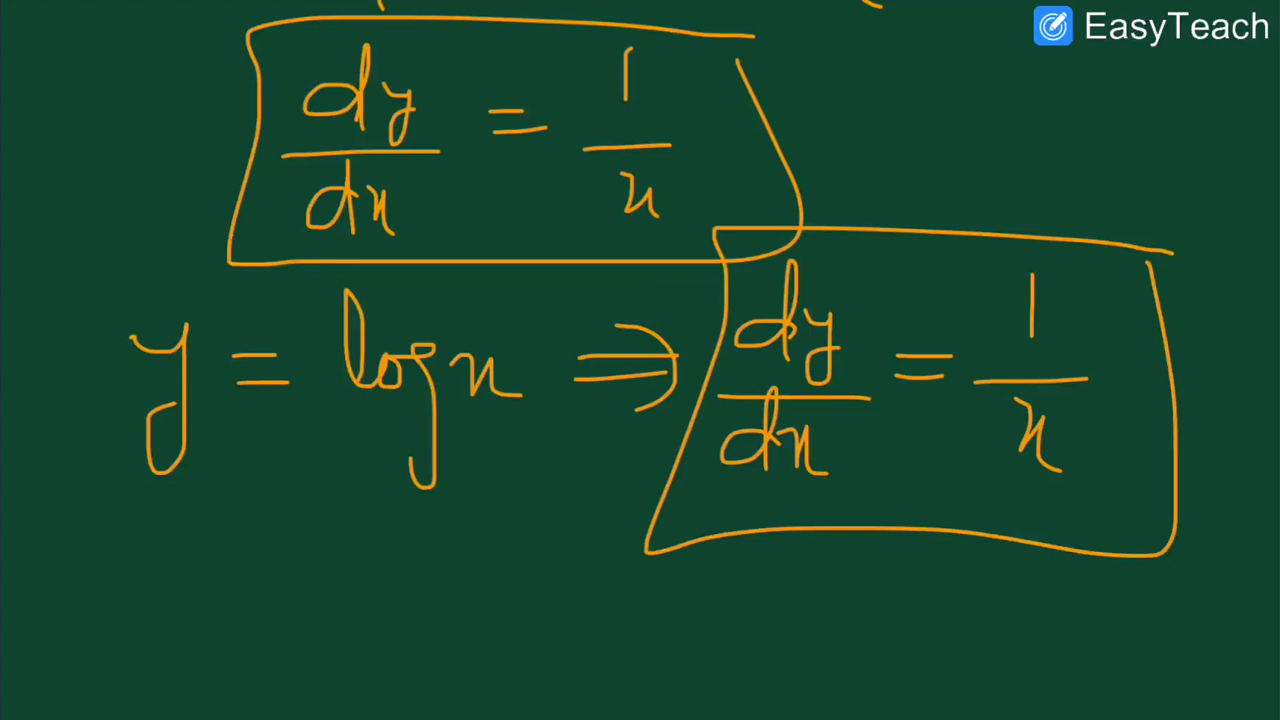 EasyTeach
dy/dx = 1/x
y = log x ⇒ dy/dx = 1/x